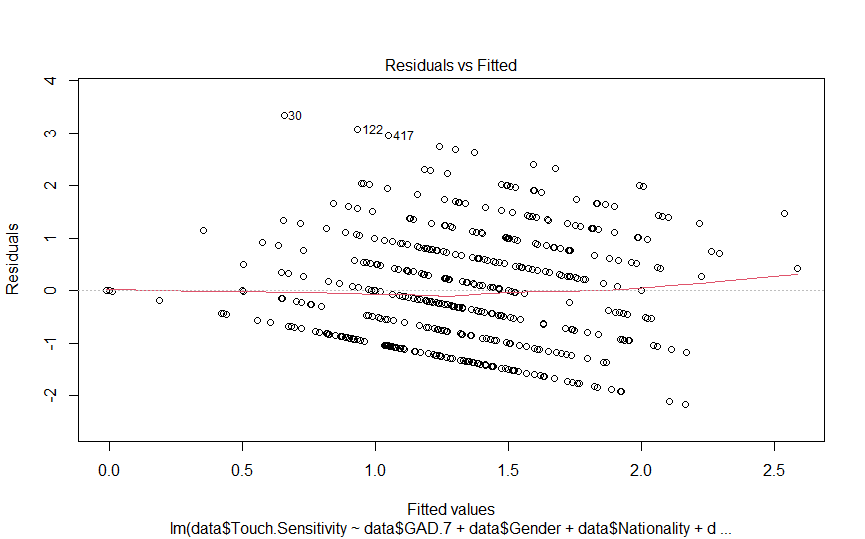 Residuals vs Fitted
4
3
2
1
0
-1
-2
Residuals
30
122
417
0.0 0.5 1.0 1.5 2.0 2.5
Fitted values
lm(data$Touch.Sensitivity ~ data$GAD.7 + data$Gender + data$Nationality + d ...